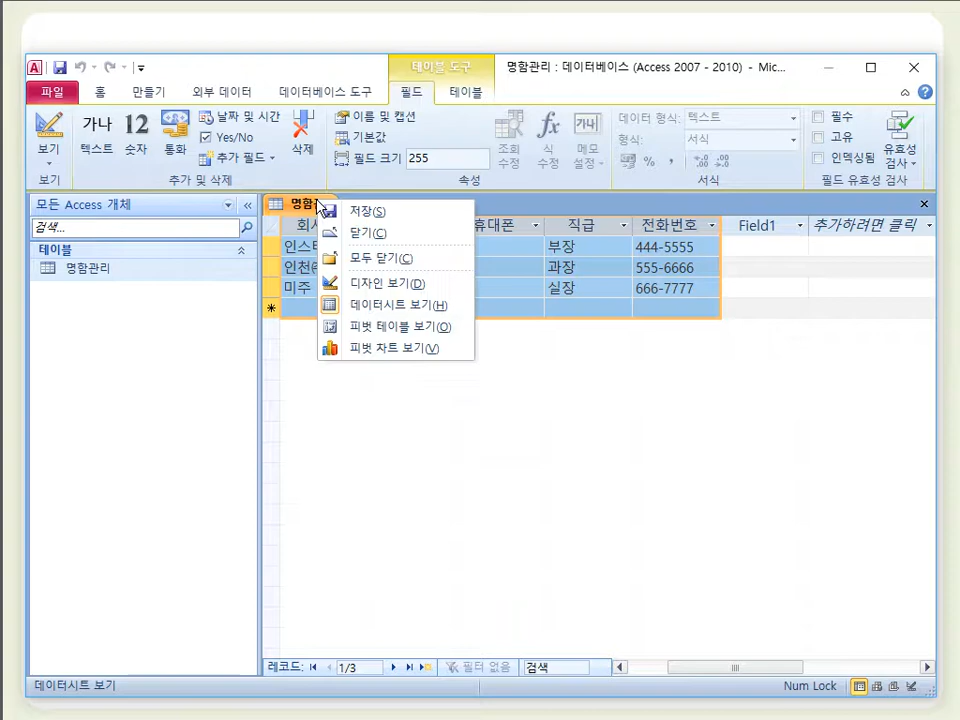 테이블 도구
명함관리 : 데이터베이스 (Access 2007 - 2010) - Mic...
파일 홈 만들기 외부 데이터 데이터베이스 도구 필드 테이블
보기
가나
텍스트
12
숫자
통화
날짜 및 시간
Yes/No
추가 필드
삭제
이름 및 캡션
기본값
필드 크기 255
조회
수정
fx
식
수정
가나
메모
설정
데이터 형식: 텍스트
형식: 서식
% ,
필수
고유
인덱싱됨
유효성
검사
보기 추가 및 삭제 속성 서식 필드 유효성 검사
모든 Access 개체 «
검색...
테이블
명함관리
명함
회사 휴대폰 직급 전화번호 Field1 추가하려면 클릭
부장 444-5555
인천 과장 555-6666
미주 실장 666-7777
저장(S)
닫기(C)
모두 닫기(C)
디자인 보기(D)
데이터시트 보기(H)
피벗 테이블 보기(O)
피벗 차트 보기(V)
레코드: 1/3 필터 없음 검색
데이터시트 보기
Num Lock